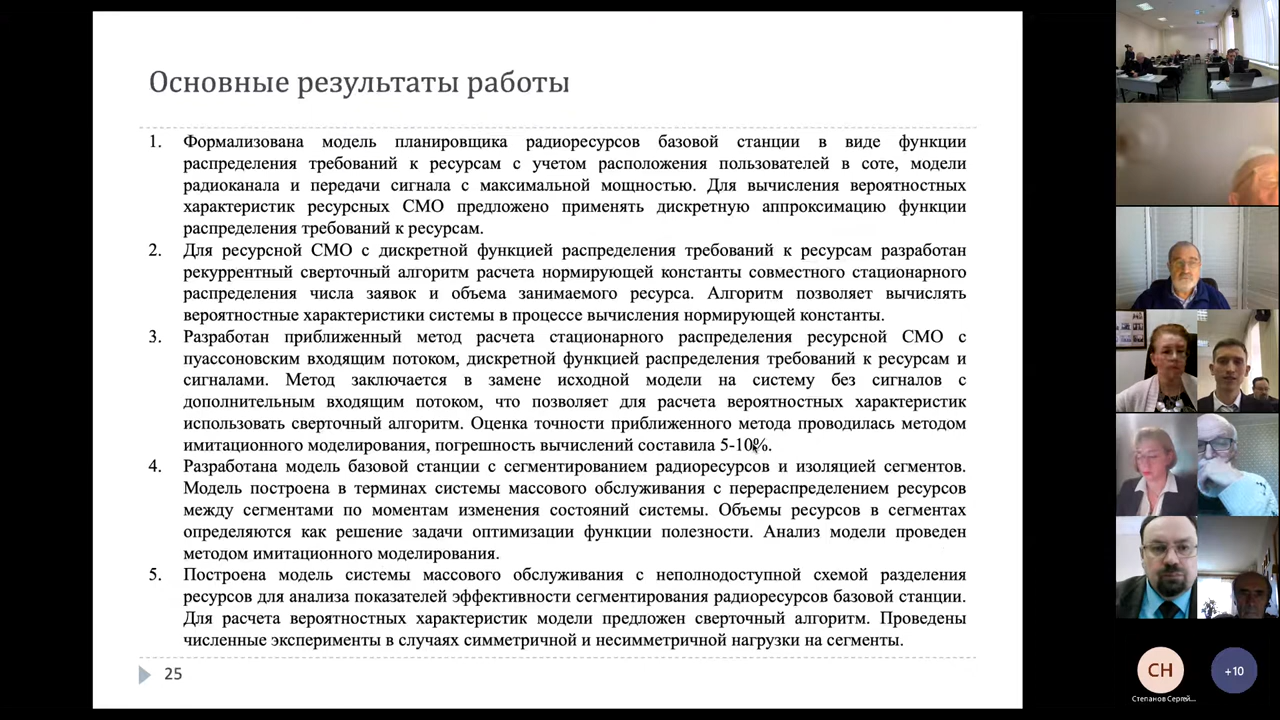 Основные результаты работы
1. Формализована модель планировщика радиоресурсов базовой станции в виде функции
распределения требований к ресурсам с учетом расположения пользователей в соте, модели
радиоканала и передачи сигнала с максимальной мощностью. Для вычисления вероятностных
характеристик ресурсных СМО предложено применять дискретную аппроксимацию функции
распределения требований к ресурсам.
2. Для ресурсной СМО с дискретной функцией распределения требований к ресурсам разработан
рекуррентный сверточный алгоритм расчета нормирующей константы совместного стационарного
распределения числа заявок и объема занимаемого ресурса. Алгоритм позволяет вычислять
вероятностные характеристики системы в процессе вычисления нормирующей константы.
3. Разработан приближенный метод расчета стационарного распределения ресурсной СМО с
пуассоновским входящим потоком, дискретной функцией распределения требований к ресурсам и
сигналами. Метод заключается в замене исходной модели на систему без сигналов с
дополнительным входящим потоком, что позволяет для расчета вероятностных характеристик
использовать сверточный алгоритм. Оценка точности приближенного метода проводилась методом
имитационного моделирования, погрешность вычислений составила 5-10%.
4. Разработана модель базовой станции с сегментированием радиоресурсов и изоляцией сегментов.
Модель построена в терминах системы массового обслуживания с перераспределением ресурсов
между сегментами по моментам изменения состояний системы. Объемы ресурсов в сегментах
определяются как решение задачи оптимизации функции полезности. Анализ модели проведен
методом имитационного моделирования.
5. Построена модель системы массового обслуживания с неполнодоступной схемой разделения
ресурсов для анализа показателей эффективности сегментирования радиоресурсов базовой станции.
Для расчета вероятностных характеристик модели предложен сверточный алгоритм. Проведены
численные эксперименты в случаях симметричной и несимметричной нагрузки на сегменты.
25
СН
+10
Степанов Сергей...